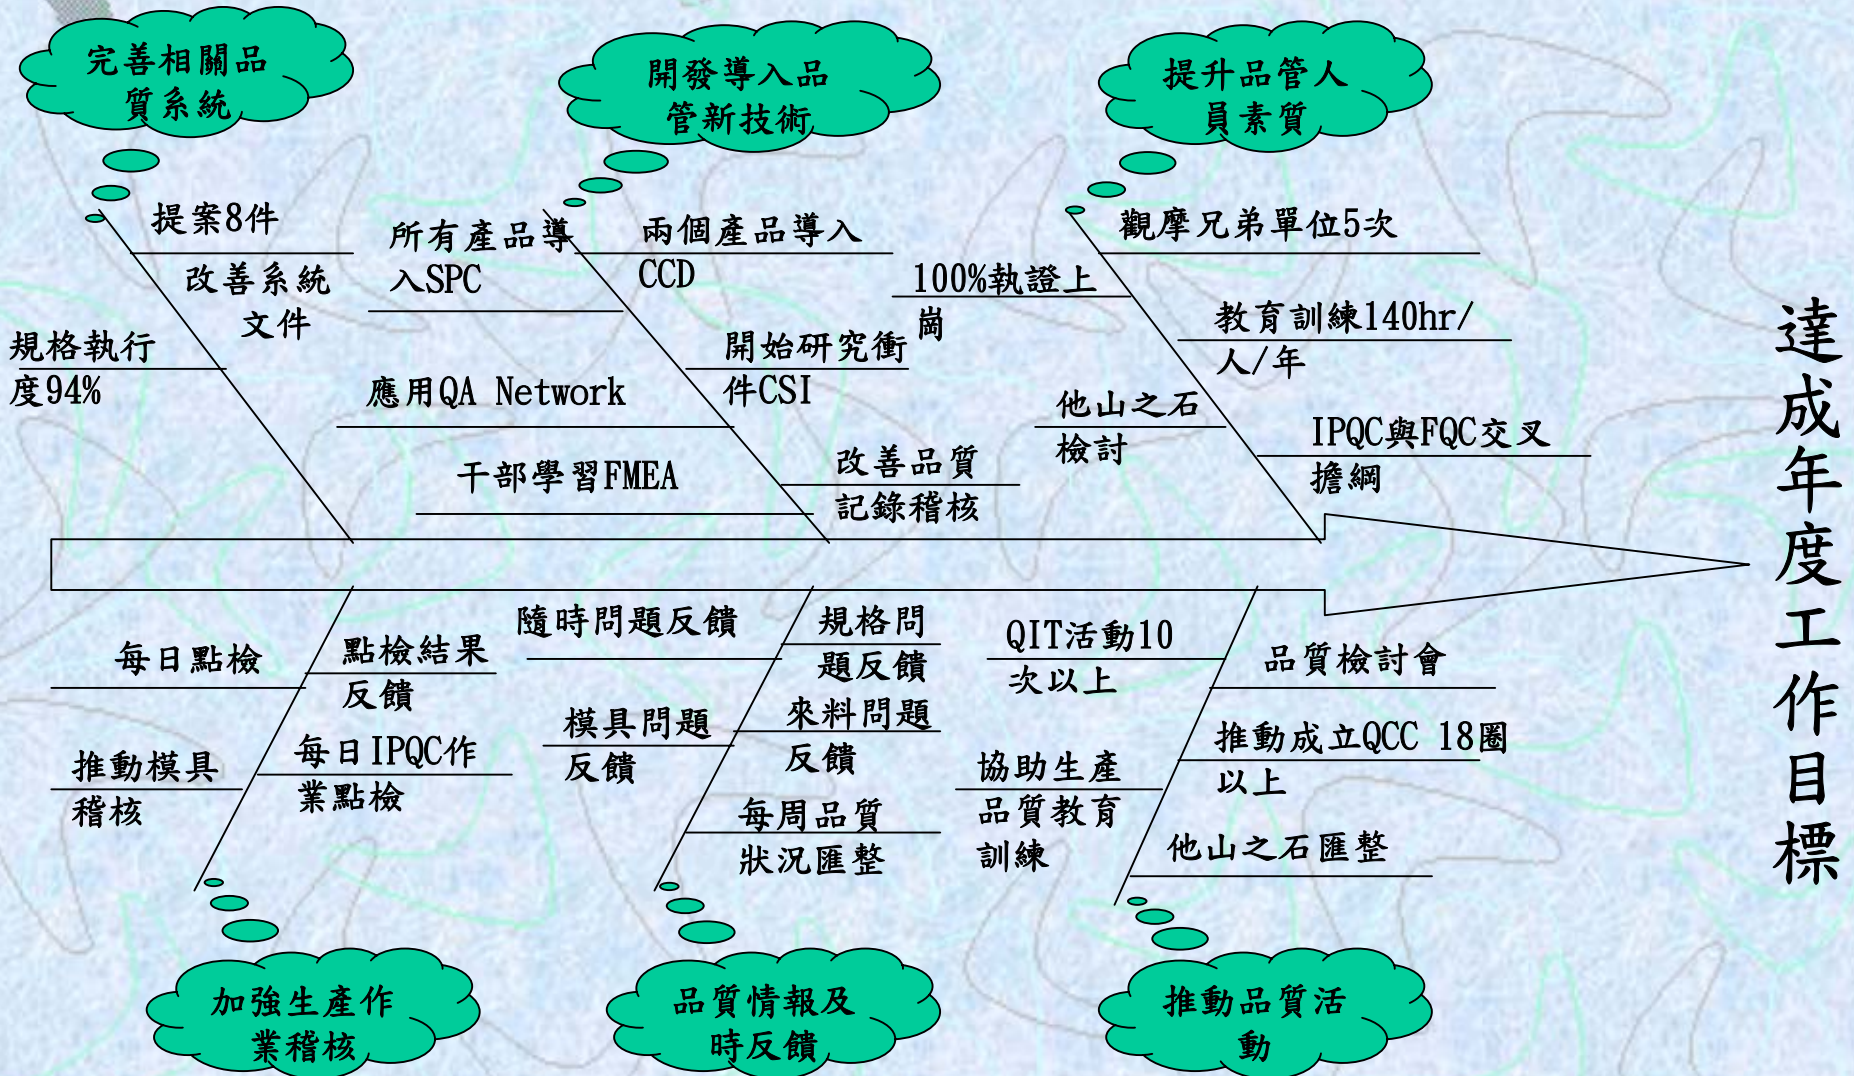 完善相關品
質系統
開發導入品
管新技術
提升品管人
員素質
提案8件
改善系統
文件
規格執行
度94%
所有產品導
入SPC
應用QA Network
干部學習FMEA
兩個產品導入
CCD
開始研究衝
件CSI
改善品質
記錄稽核
100%執證上
崗
他山之石
檢討
觀摩兄弟單位5次
教育訓練140hr/
人/年
IPQC與FQC交叉
擔綱
達成年度工作目標
每日點檢
點檢結果
反饋
推動模具
稽核
每日IPQC作
業點檢
隨時問題反饋
規格問
題反饋
模具問題
反饋
來料問題
反饋
每周品質
狀況匯整
QIT活動10
次以上
品質檢討會
協助生產
品質教育
訓練
推動成立QCC 18圈
以上
他山之石匯整
加強生產作
業稽核
品質情報及
時反饋
推動品質活
動